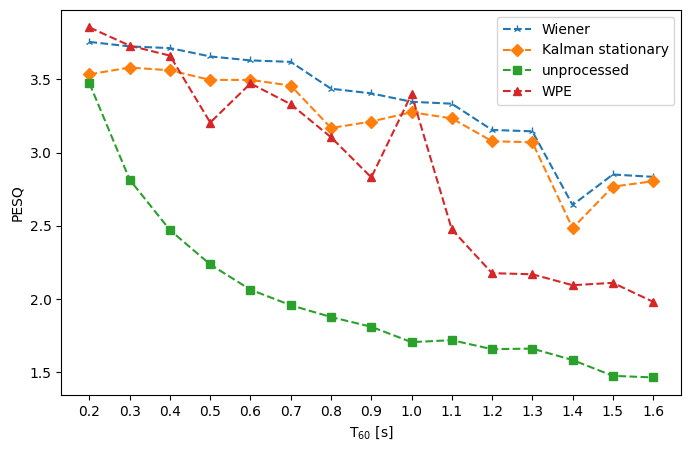 Wiener
Kalman stationary
unprocessed
WPE
PESQ
3.5
3.0
2.5
2.0
1.5
0.2 0.3 0.4 0.5 0.6 0.7 0.8 0.9 1.0 1.1 1.2 1.3 1.4 1.5 1.6
T60 [s]